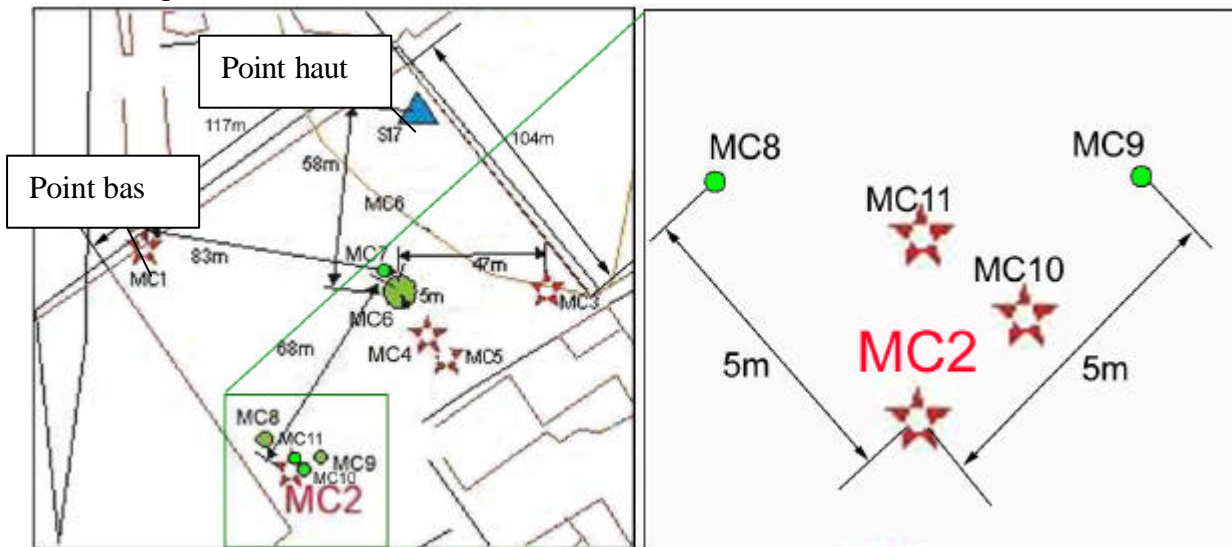 Point haut
117m
S17
104m
58m
Point bas
MC6
83m
MC7
47m
MC1
5m
MC3
MC6
68m
MC4
MC5
MC8
MC11
MC9
MC10
MC2
MC8
MC9
MC11
MC10
MC2
5m
5m